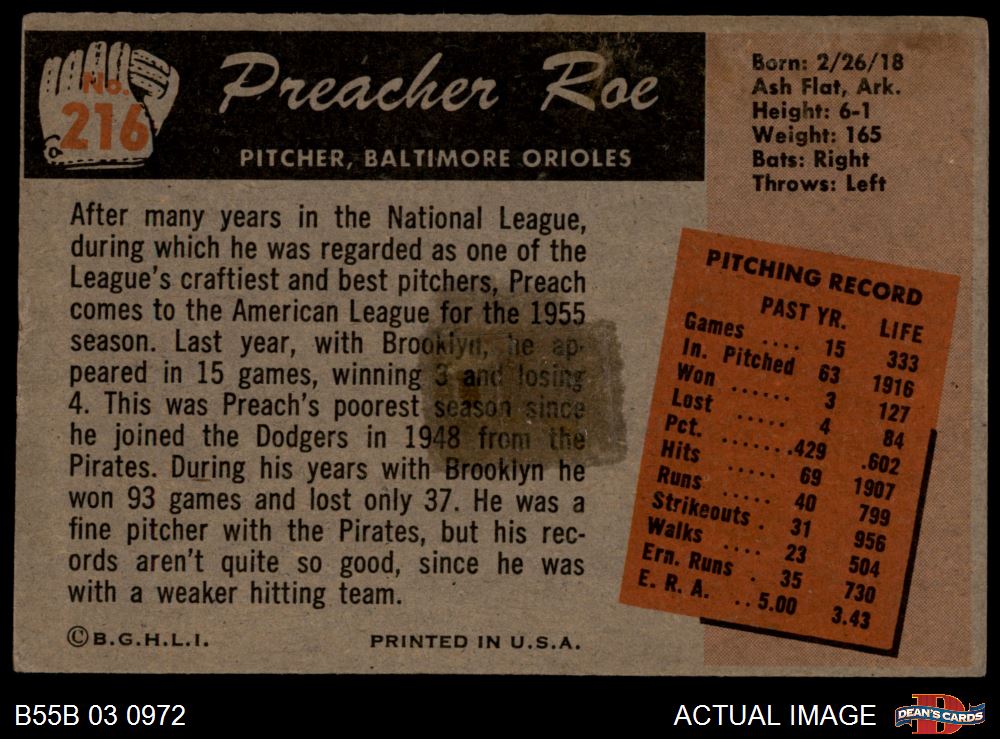 No.
216
Preacher Roe
PITCHER, BALTIMORE ORIOLES
Born: 2/26/18
Ash Flat, Ark.
Height: 6-1
Weight: 165
Bats: Right
Throws: Left
After many years in the National League,
during which he was regarded as one of the
League's craftiest and best pitchers, Preach
comes to the American League for the 1955
season. Last year, with Brooklyn, he ap-
peared in 15 games, winning 3 and losing
4. This was Preach's poorest season since
he joined the Dodgers in 1948 from the
Pirates. During his years with Brooklyn he
won 93 games and lost only 37. He was a
fine pitcher with the Pirates, but his rec-
ords aren't quite so good, since he was
with a weaker hitting team.
©B.G.H.L.I. PRINTED IN U.S.A.
PITCHING RECORD
PAST YR. LIFE
Games .... 15 333
In. Pitched 63 1916
Won ...... 3 127
Lost ..... 4 84
Pct. .......429 .602
Hits ..... 69 1907
Runs ..... 40 799
Strikeouts . 31 956
Walks .... 23 504
Ern. Runs . 35 730
E. R. A. ..5.00 3.43
B55B 03 0972
ACTUAL IMAGE
D
DEAN'S CARDS